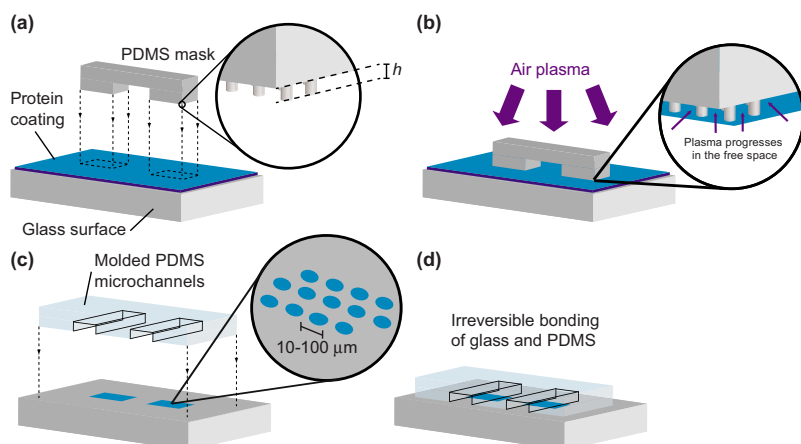 (a)
PDMS mask
h
Protein
coating
Glass surface
(b)
Air plasma
Plasma progresses
in the free space
(c)
Molded PDMS
microchannels
10-100 μm
(d)
Irreversible bonding
of glass and PDMS